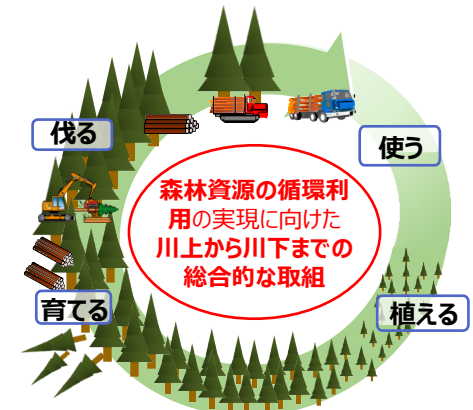 伐る
使う
森林資源の循環利
用の実現に向けた
川上から川下までの
総合的な取組
育てる
植える